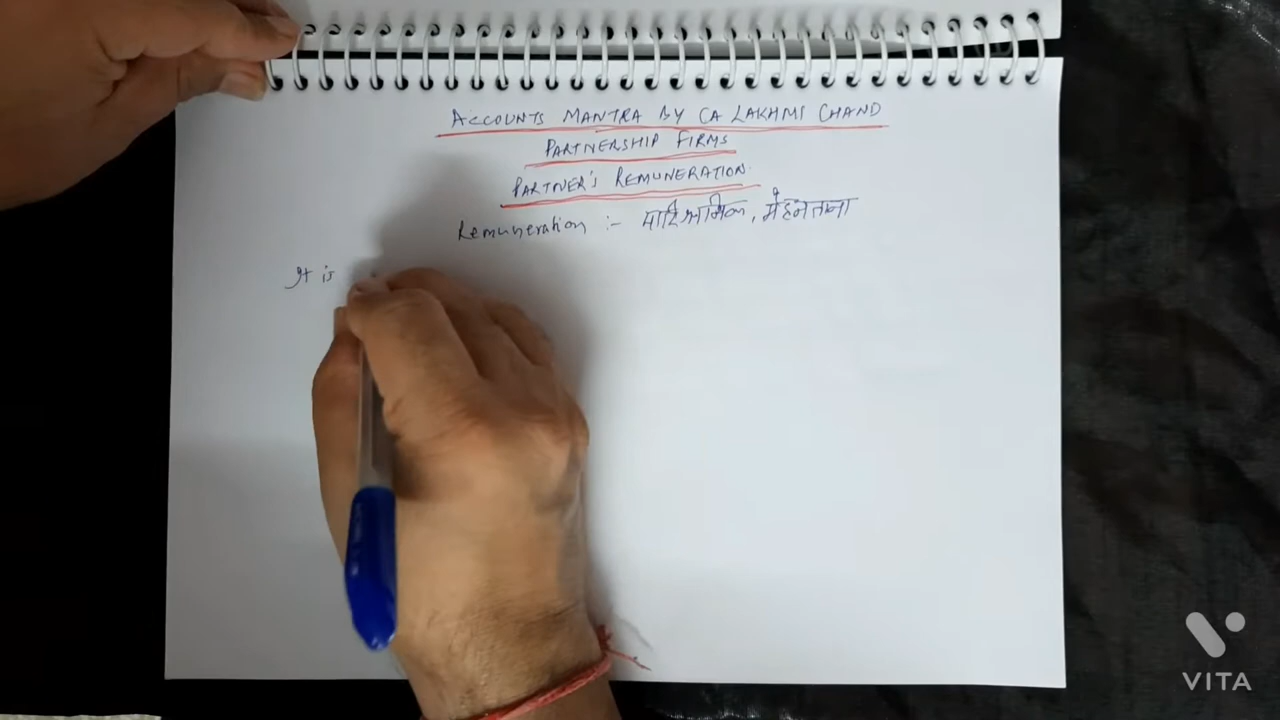 ACCOUNTS MANTRA BY CA LAKHMI CHAND
PARTNERSHIP FIRMS
PARTNER'S REMUNERATION
Remuneration :- पारिश्रमिक, मेहनताना
It is
VITA